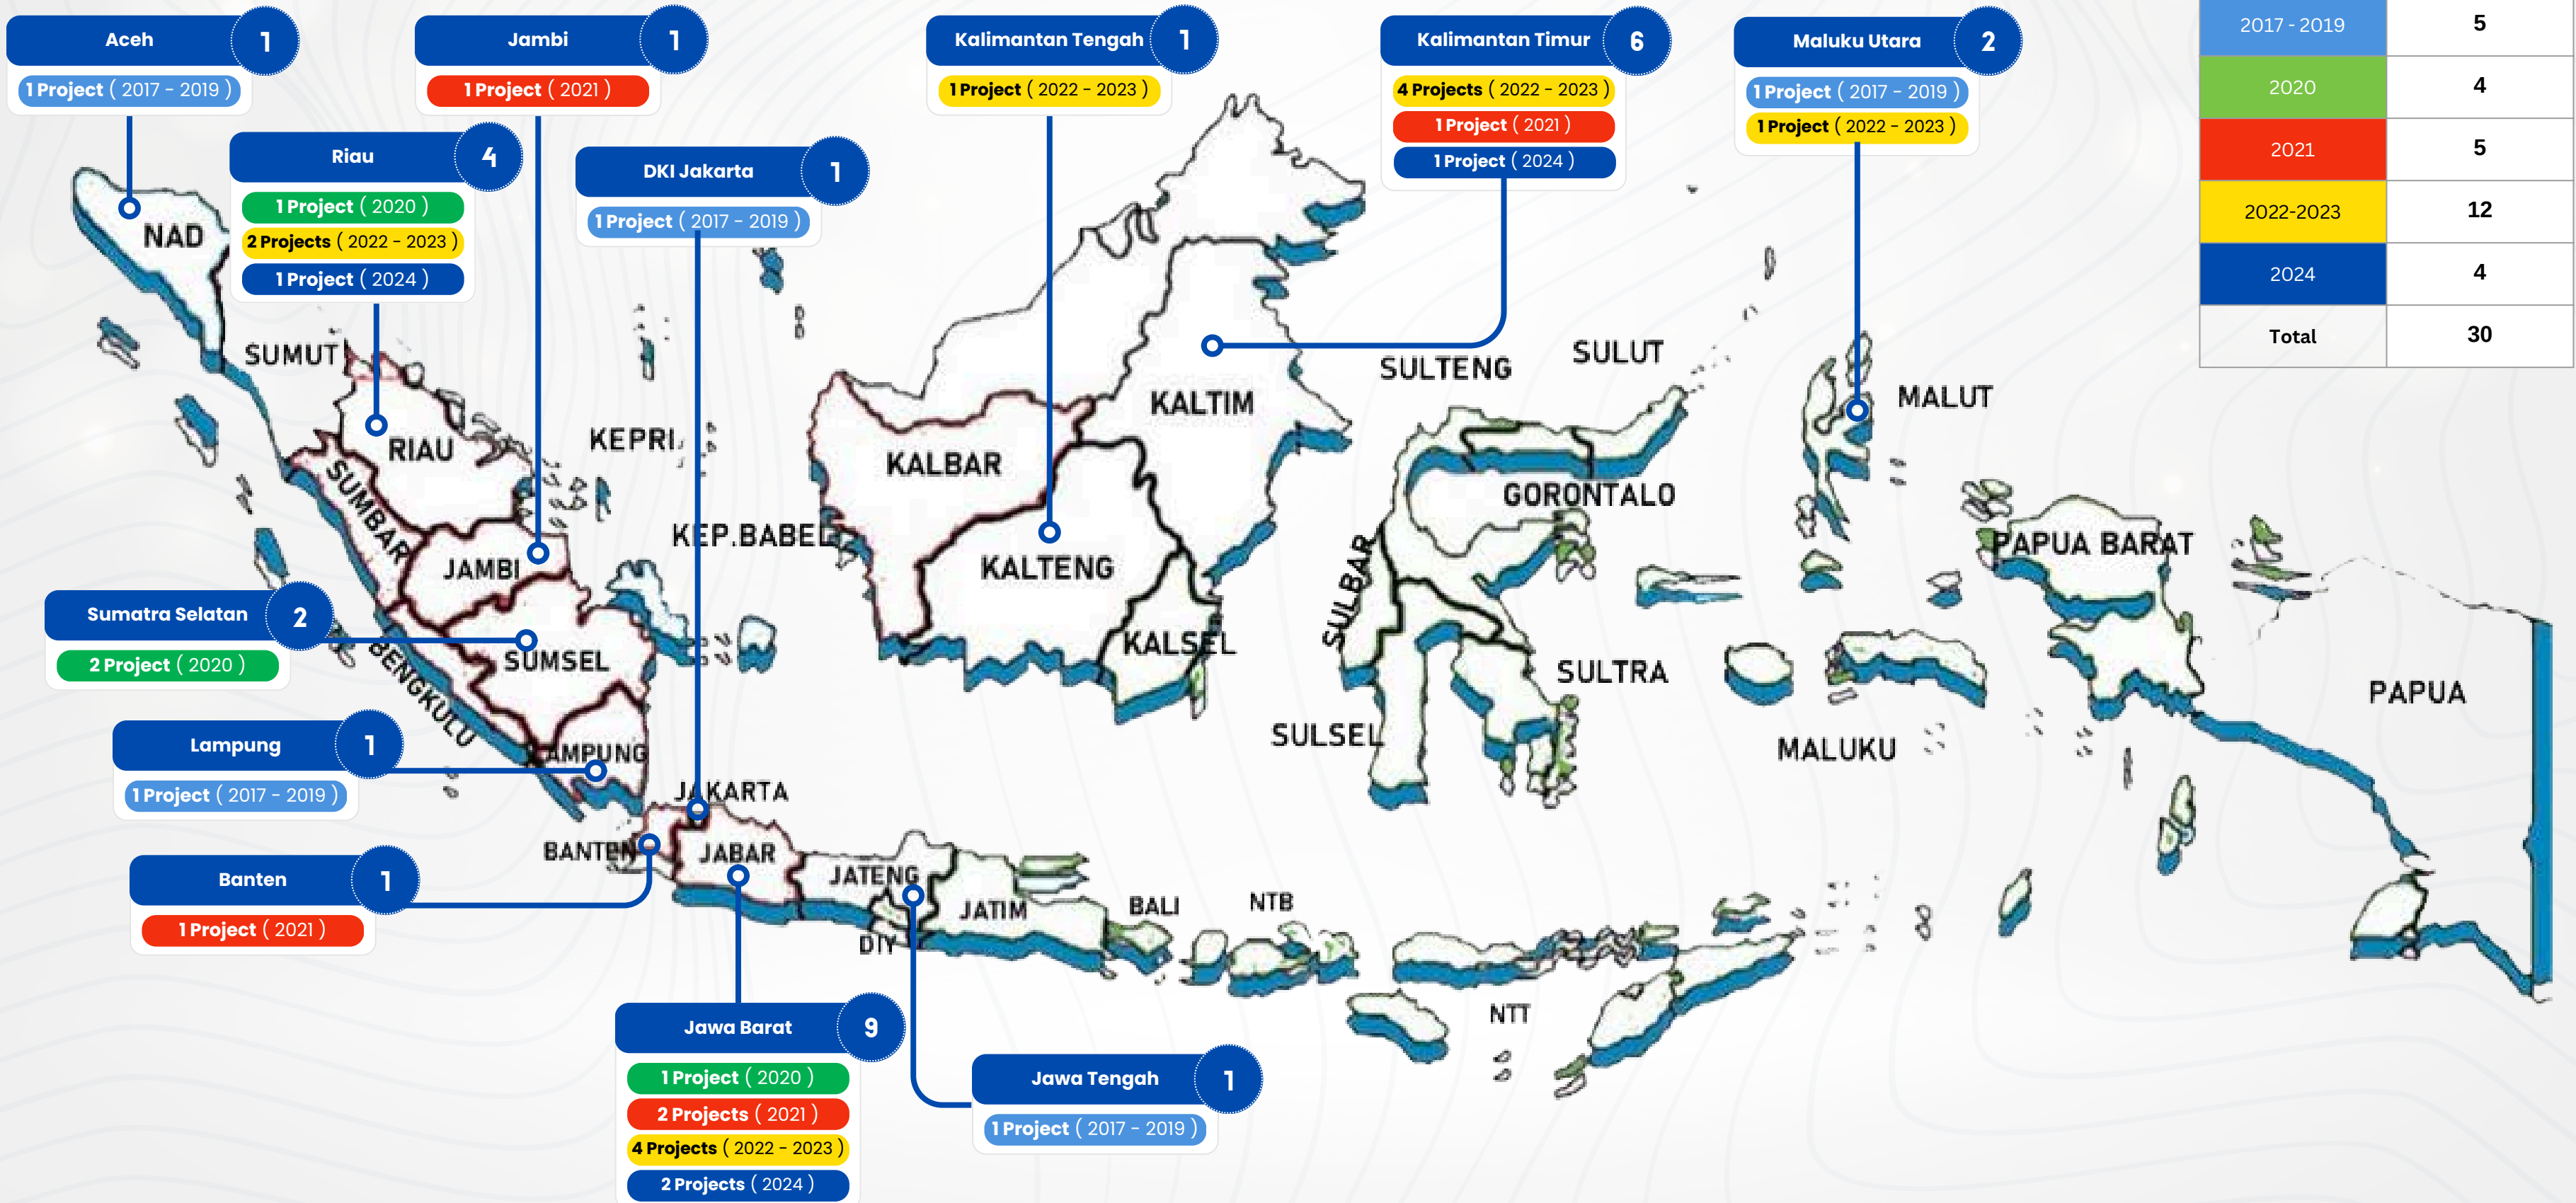 Aceh 1
1 Project ( 2017 - 2019 )
Jambi 1
1 Project ( 2021 )
Kalimantan Tengah 1
1 Project ( 2022 - 2023 )
Kalimantan Timur 6
4 Projects ( 2022 - 2023 )
1 Project ( 2021 )
1 Project ( 2024 )
Maluku Utara 2
1 Project ( 2017 - 2019 )
1 Project ( 2022 - 2023 )
2017 - 2019 5
2020 4
2021 5
2022-2023 12
2024 4
Total 30
Riau 4
1 Project ( 2020 )
2 Projects ( 2022 - 2023 )
1 Project ( 2024 )
DKI Jakarta 1
1 Project ( 2017 - 2019 )
NAD
SUMUT
RIAU
KEPRI
SUMBAR
JAMBI
KEP.BABEL
SUMSEL
BENGKULU
LAMPUNG
KALBAR
KALTIM
KALTENG
KALSEL
SULTENG
SULUT
GORONTALO
SULBAR
SULTRA
SULSEL
MALUT
MALUKU
PAPUA BARAT
PAPUA
Sumatra Selatan 2
2 Project ( 2020 )
Lampung 1
1 Project ( 2017 - 2019 )
Banten 1
1 Project ( 2021 )
JAKARTA
BANTEN
JABAR
JATENG
DIY
JATIM
BALI
NTB
NTT
Jawa Barat 9
1 Project ( 2020 )
2 Projects ( 2021 )
4 Projects ( 2022 - 2023 )
2 Projects ( 2024 )
Jawa Tengah 1
1 Project ( 2017 - 2019 )